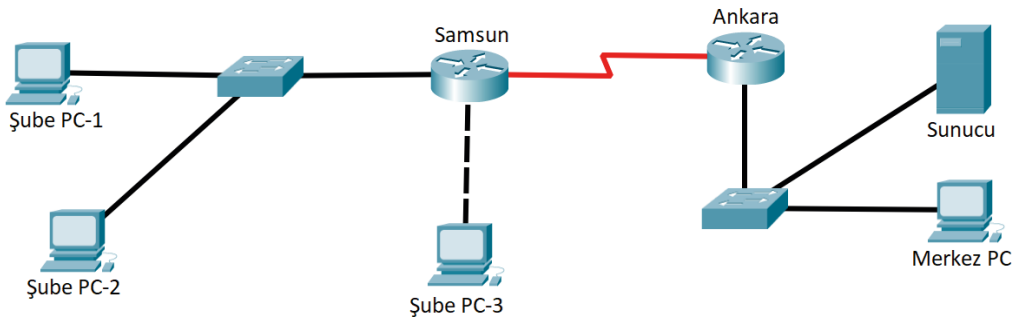 Ankara
Samsun
Şube PC-1
Sunucu
Merkez PC
Şube PC-2
Şube PC-3